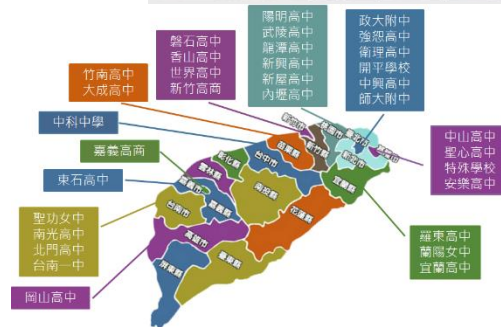 陽明高中
武陵高中
龍潭高中
新興高中
新屋高中
內壢高中
政大附中
強恕高中
衛理高中
開平學校
中興高中
師大附中
磐石高中
香山高中
世界高中
新竹高商
竹南高中
大成高中
中科中學
嘉義高商
東石高中
聖功女中
南光高中
北門高中
台南一中
岡山高中
中山高中
聖心高中
特殊學校
安樂高中
羅東高中
蘭陽女中
宜蘭高中
新竹市
桃園市
臺北市
基隆市
新北市
新竹縣
苗栗縣
台中市
宜蘭縣
彰化縣
南投縣
花蓮縣
雲林縣
嘉義市
嘉義縣
台南市
高雄市
臺東縣
屏東縣